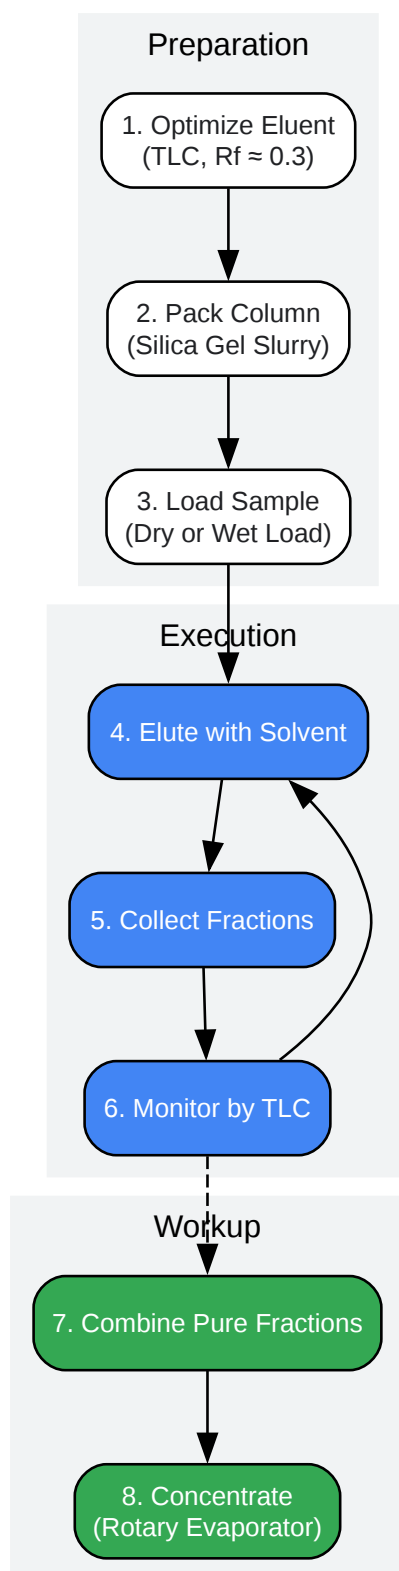 Preparation
1. Optimize Eluent
(TLC, Rf ≈ 0.3)
2. Pack Column
(Silica Gel Slurry)
3. Load Sample
(Dry or Wet Load)
Execution
4. Elute with Solvent
5. Collect Fractions
6. Monitor by TLC
Workup
7. Combine Pure Fractions
8. Concentrate
(Rotary Evaporator)